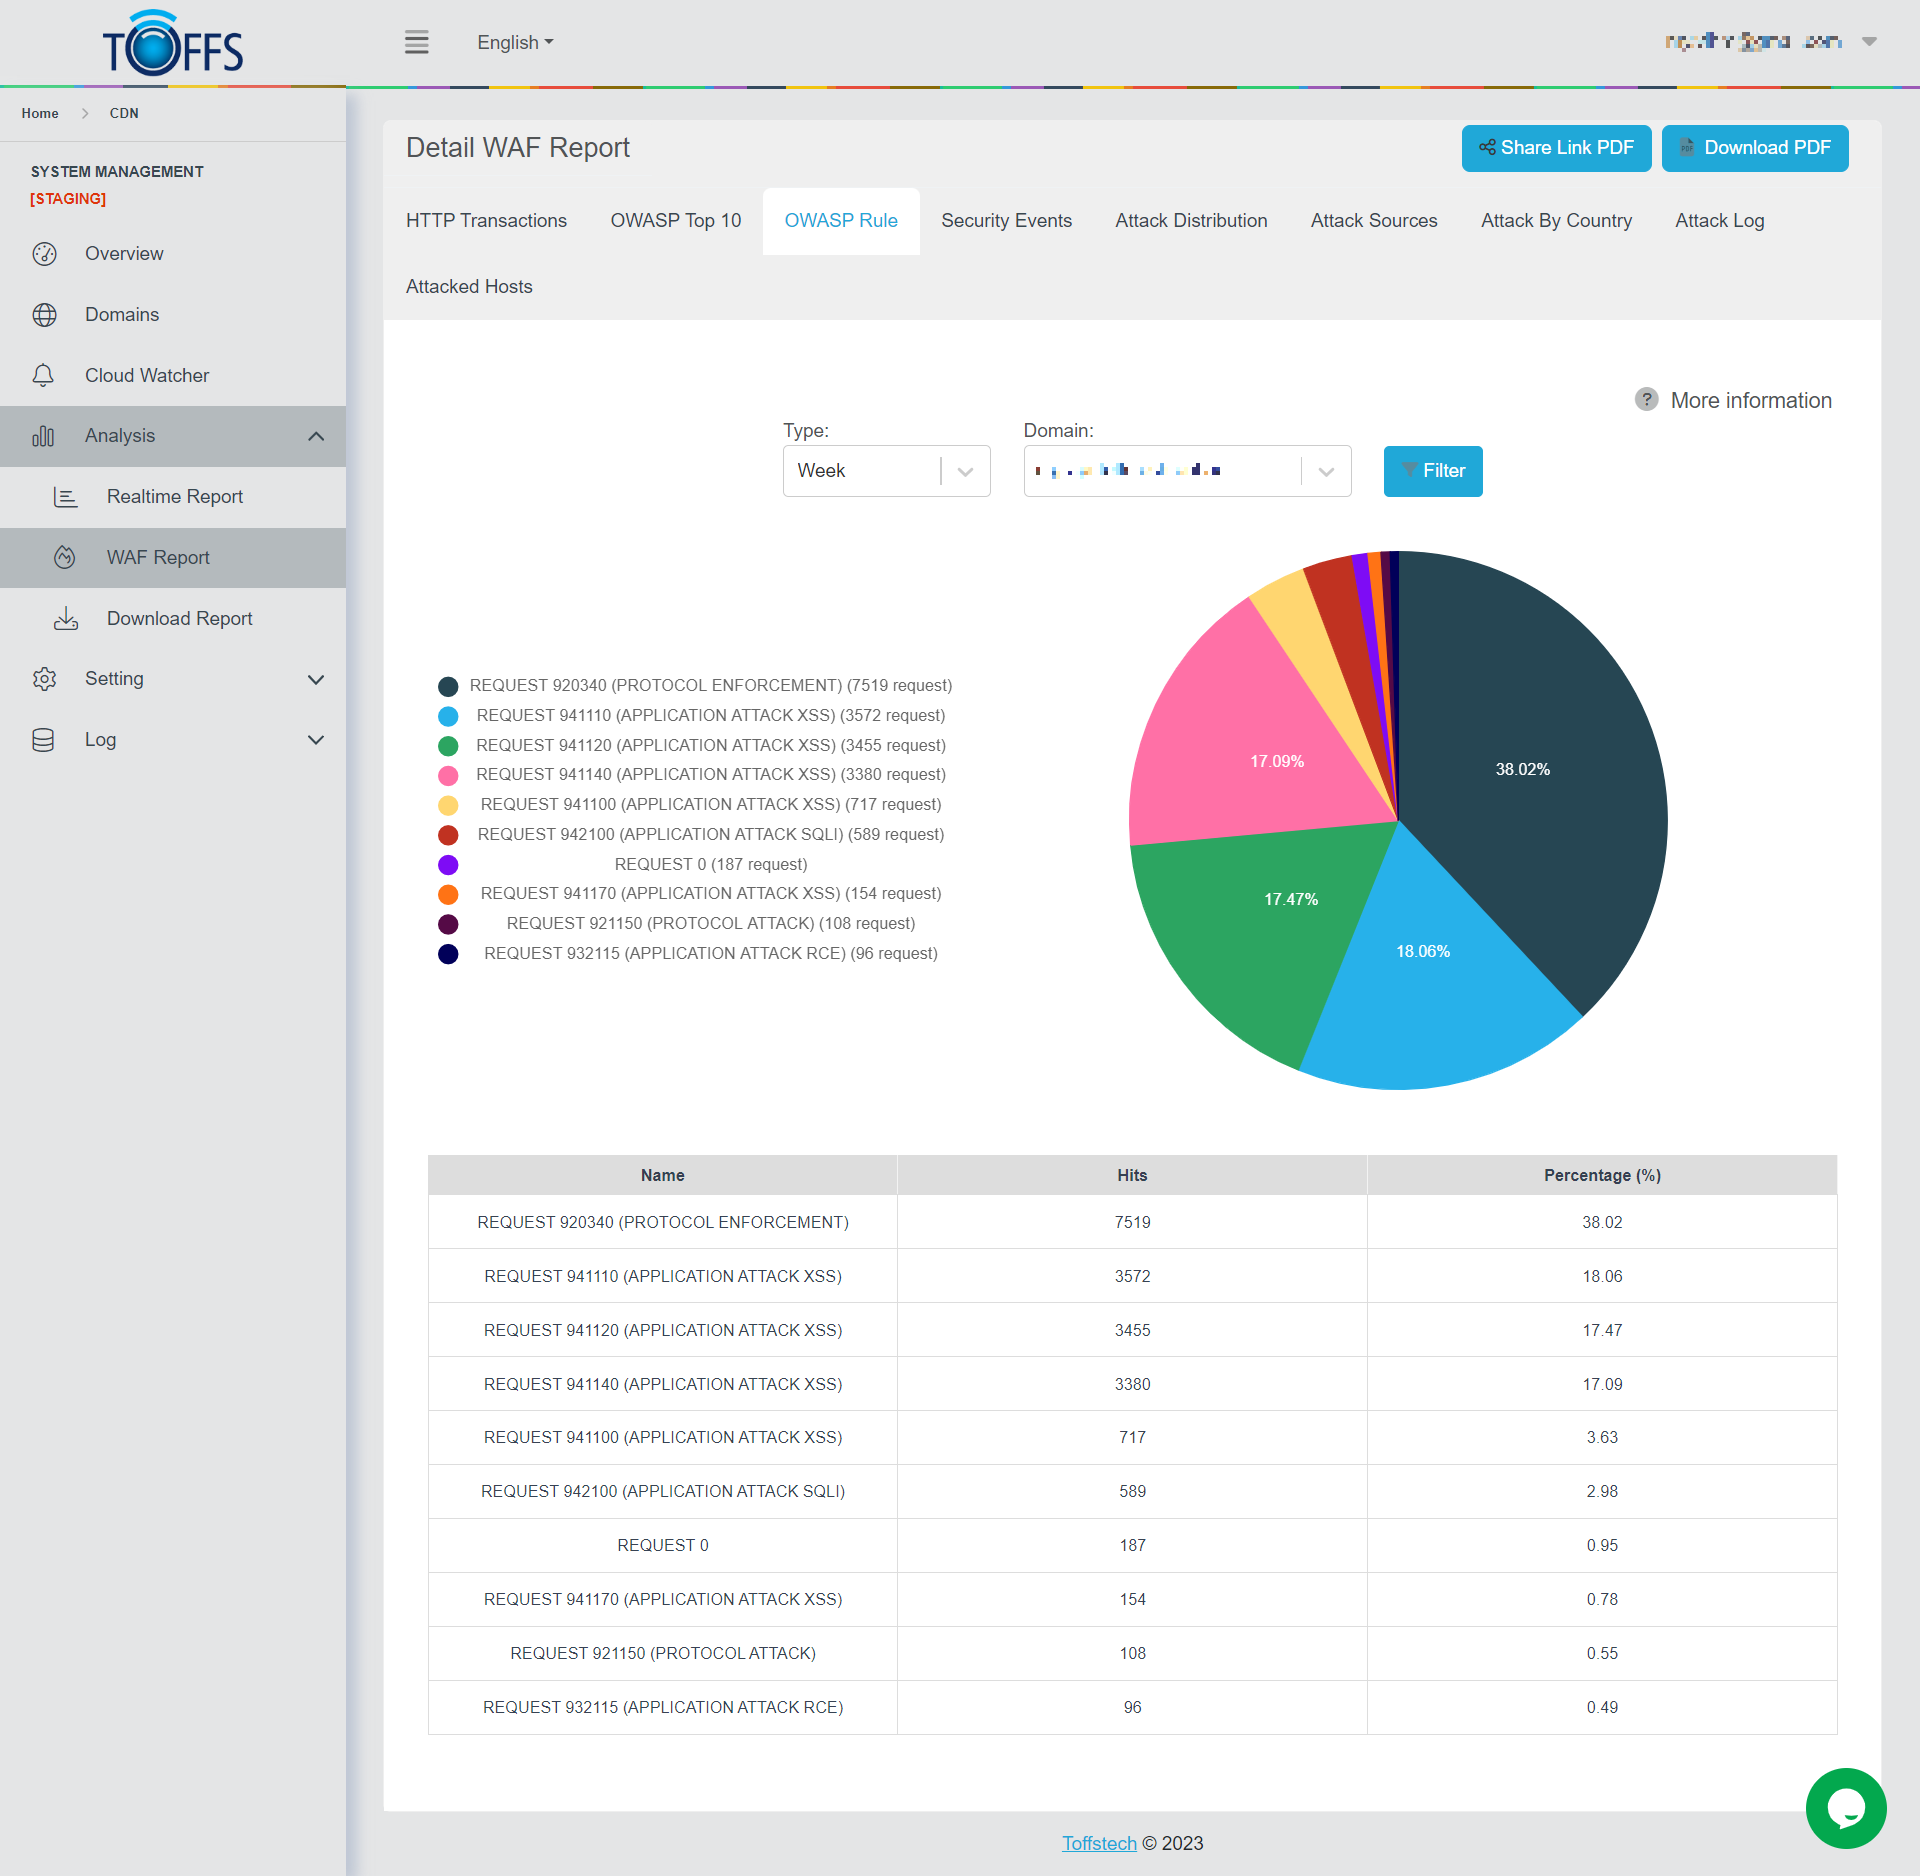 TOFFS
English
Home > CDN
SYSTEM MANAGEMENT
[STAGING]
Overview
Domains
Cloud Watcher
Analysis
Realtime Report
WAF Report
Download Report
Setting
Log
Detail WAF Report
Share Link PDF
Download PDF
HTTP Transactions OWASP Top 10 OWASP Rule Security Events Attack Distribution Attack Sources Attack By Country Attack Log
Attacked Hosts
? More information
Type: Domain:
Week Filter
REQUEST 920340 (PROTOCOL ENFORCEMENT) (7519 request)
REQUEST 941110 (APPLICATION ATTACK XSS) (3572 request)
REQUEST 941120 (APPLICATION ATTACK XSS) (3455 request)
REQUEST 941140 (APPLICATION ATTACK XSS) (3380 request)
REQUEST 941100 (APPLICATION ATTACK XSS) (717 request)
REQUEST 942100 (APPLICATION ATTACK SQLI) (589 request)
REQUEST 0 (187 request)
REQUEST 941170 (APPLICATION ATTACK XSS) (154 request)
REQUEST 921150 (PROTOCOL ATTACK) (108 request)
REQUEST 932115 (APPLICATION ATTACK RCE) (96 request)
17.09%
38.02%
17.47%
18.06%
Name Hits Percentage (%)
REQUEST 920340 (PROTOCOL ENFORCEMENT) 7519 38.02
REQUEST 941110 (APPLICATION ATTACK XSS) 3572 18.06
REQUEST 941120 (APPLICATION ATTACK XSS) 3455 17.47
REQUEST 941140 (APPLICATION ATTACK XSS) 3380 17.09
REQUEST 941100 (APPLICATION ATTACK XSS) 717 3.63
REQUEST 942100 (APPLICATION ATTACK SQLI) 589 2.98
REQUEST 0 187 0.95
REQUEST 941170 (APPLICATION ATTACK XSS) 154 0.78
REQUEST 921150 (PROTOCOL ATTACK) 108 0.55
REQUEST 932115 (APPLICATION ATTACK RCE) 96 0.49
Toffstech © 2023